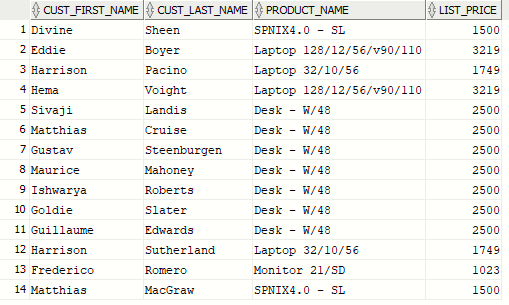 CUST_FIRST_NAME CUST_LAST_NAME PRODUCT_NAME LIST_PRICE
1 Divine Sheen SPNIX4.0 - SL 1500
2 Eddie Boyer Laptop 128/12/56/v90/110 3219
3 Harrison Pacino Laptop 32/10/56 1749
4 Hema Voight Laptop 128/12/56/v90/110 3219
5 Sivaji Landis Desk - W/48 2500
6 Matthias Cruise Desk - W/48 2500
7 Gustav Steenburgen Desk - W/48 2500
8 Maurice Mahoney Desk - W/48 2500
9 Ishwarya Roberts Desk - W/48 2500
10 Goldie Slater Desk - W/48 2500
11 Guillaume Edwards Desk - W/48 2500
12 Harrison Sutherland Laptop 32/10/56 1749
13 Frederico Romero Monitor 21/SD 1023
14 Matthias MacGraw SPNIX4.0 - SL 1500